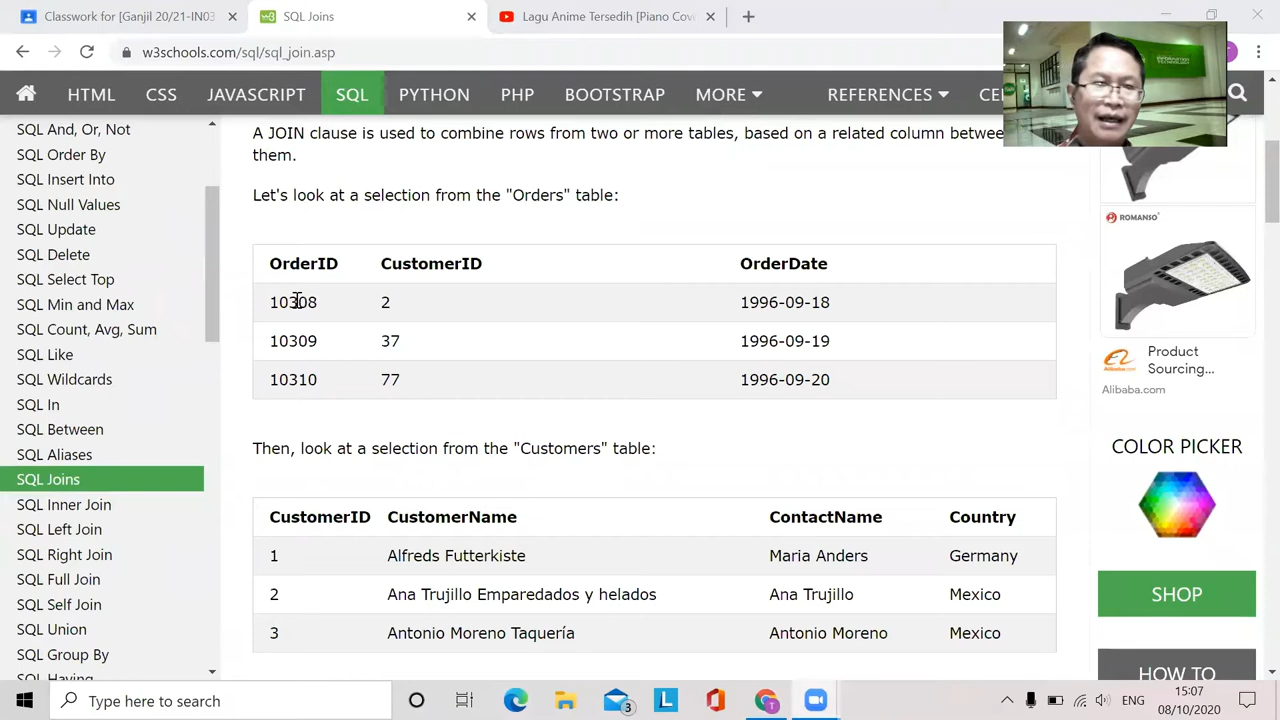 Classwork for [Ganjil 20/21-IN03
SQL Joins
Lagu Anime Tersedih [Piano Cov
w3schools.com/sql/sql_join.asp
HTML
CSS
JAVASCRIPT
SQL
PYTHON
PHP
BOOTSTRAP
MORE
REFERENCES
SQL And, Or, Not
SQL Order By
SQL Insert Into
SQL Null Values
SQL Update
SQL Delete
SQL Select Top
SQL Min and Max
SQL Count, Avg, Sum
SQL Like
SQL Wildcards
SQL In
SQL Between
SQL Aliases
SQL Joins
SQL Inner Join
SQL Left Join
SQL Right Join
SQL Full Join
SQL Self Join
SQL Union
SQL Group By
SQL Having
A JOIN clause is used to combine rows from two or more tables, based on a related column between
them.
Let's look at a selection from the "Orders" table:
OrderID CustomerID OrderDate
10308 2 1996-09-18
10309 37 1996-09-19
10310 77 1996-09-20
Then, look at a selection from the "Customers" table:
CustomerID CustomerName ContactName Country
1 Alfreds Futterkiste Maria Anders Germany
2 Ana Trujillo Emparedados y helados Ana Trujillo Mexico
3 Antonio Moreno Taquería Antonio Moreno Mexico
ROMANSO
Product
Sourcing...
Alibaba.com
COLOR PICKER
SHOP
HOW TO
Type here to search
3
ENG
15:07
08/10/2020